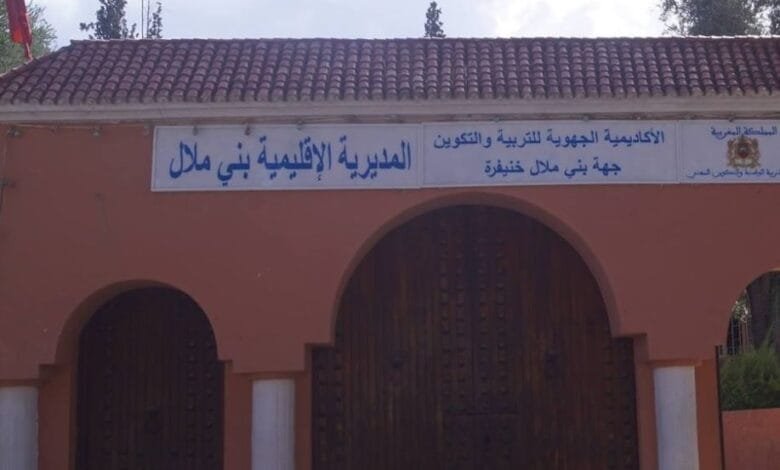 المملكة المغربية
الأكاديمية الجهوية للتربية والتكوين
جهة بني ملال خنيفرة
المديرية الإقليمية بني ملال